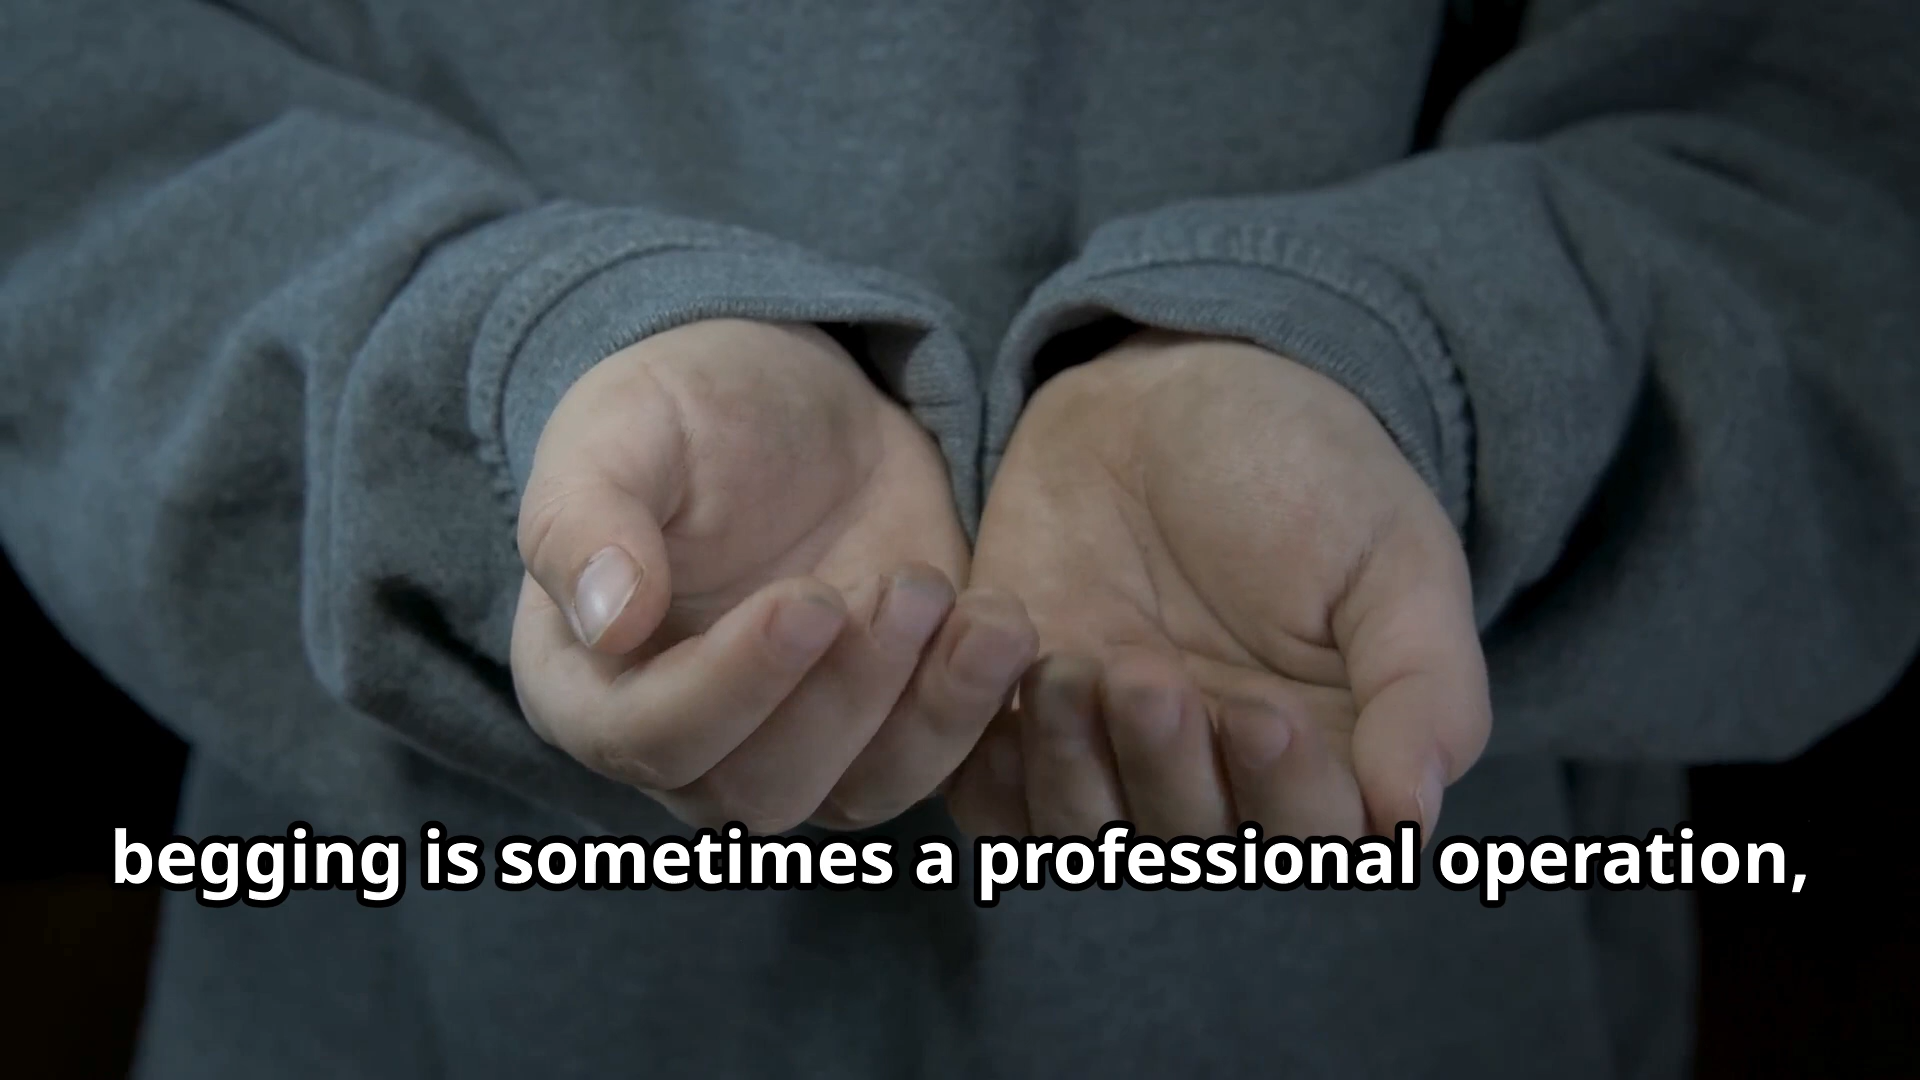 begging is sometimes a professional operation,